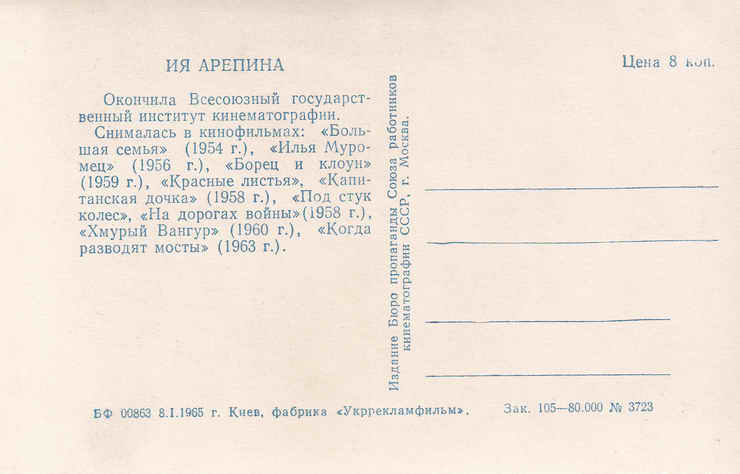 ИЯ АРЕПИНА
Окончила Всесоюзный государст-
венный институт кинематографии.
Снималась в кинофильмах: «Боль-
шая семья» (1954 г.), «Илья Муро-
мец» (1956 г.), «Борец и клоун»
(1959 г.), «Красные листья», «Капи-
танская дочка» (1958 г.), «Под стук
колес», «На дорогах войны»(1958 г.),
«Хмурый Вангур» (1960 г.), «Когда
разводят мосты» (1963 г.).
Издание Бюро пропаганды Союза работников
кинематографии СССР, г. Москва.
Цена 8 коп.
БФ 00863 8.I.1965 г. Киев, фабрика «Укррекламфильм». Зак. 105—80.000 № 3723